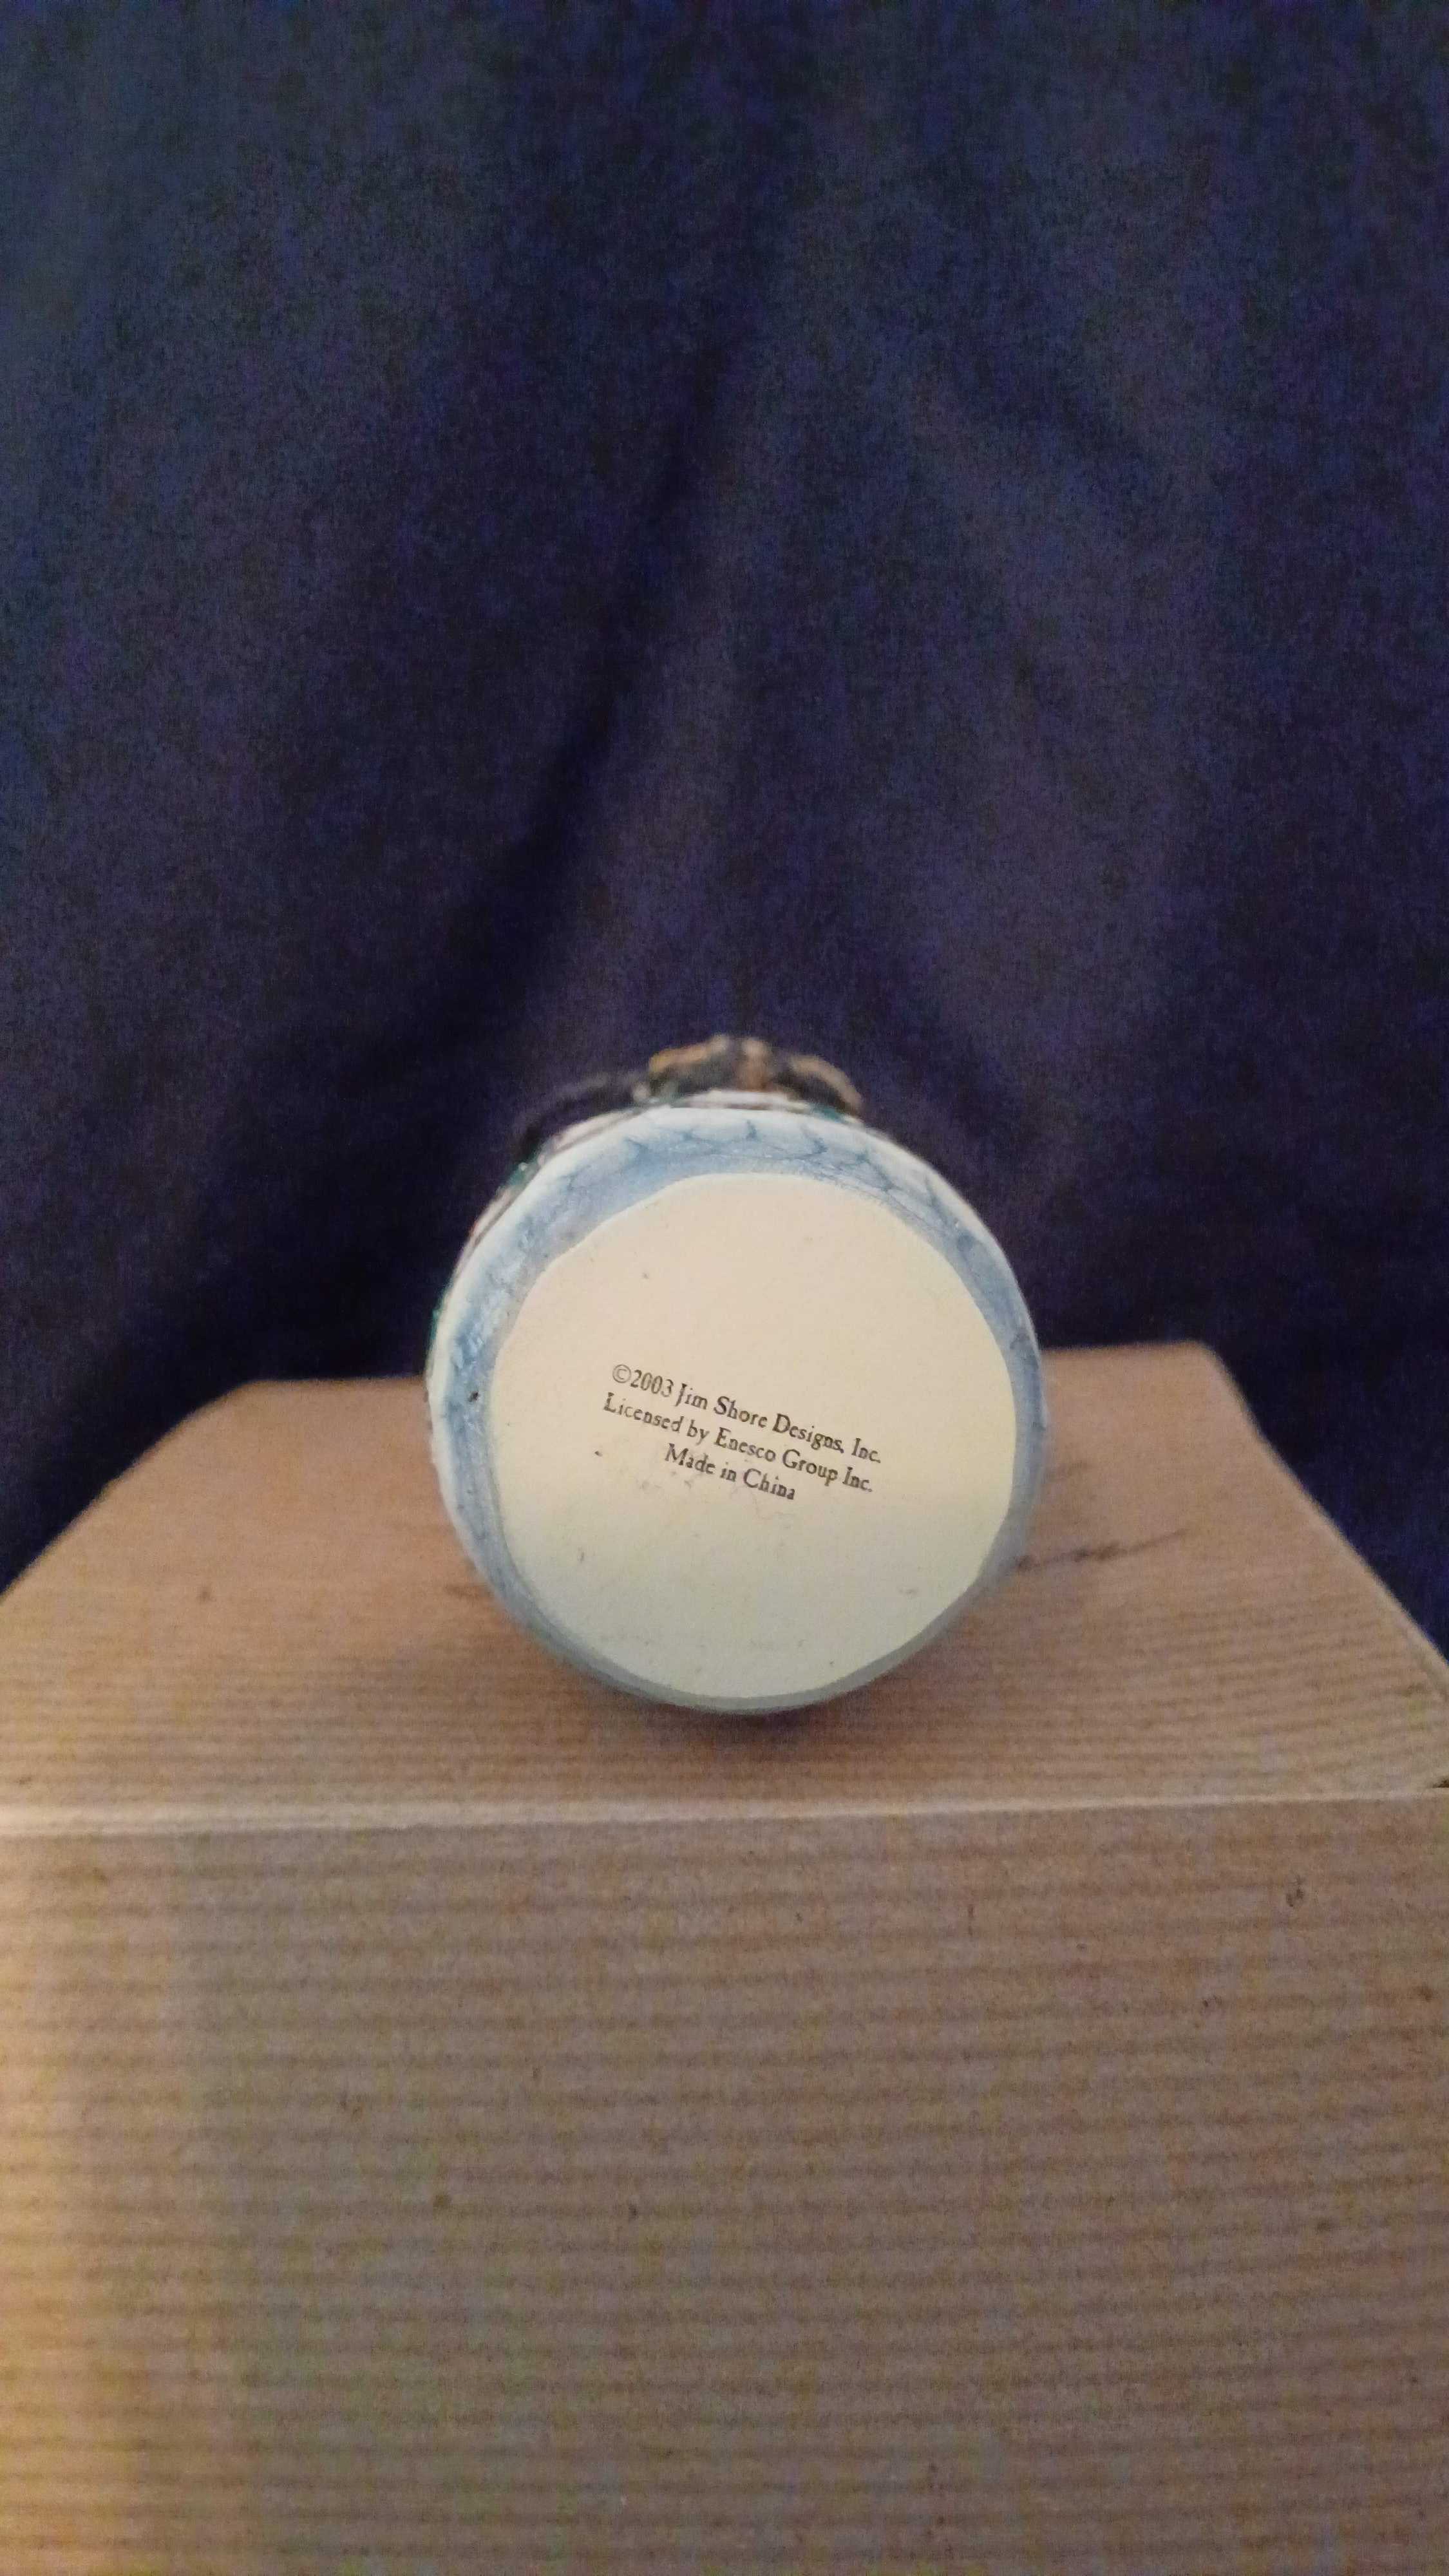 ©2003 Jim Shore Designs, Inc.
Licensed by Enesco Group Inc.
Made in China